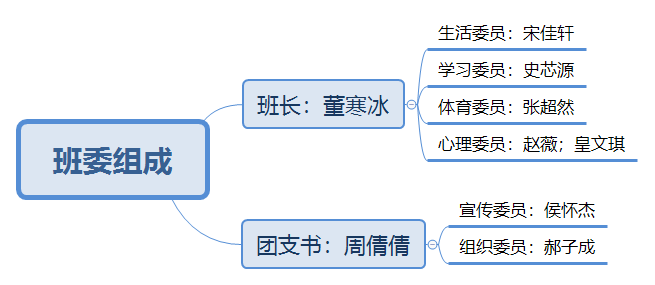 班委组成
班长：董寒冰
生活委员：宋佳轩
学习委员：史芯源
体育委员：张超然
心理委员：赵薇；皇文琪
团支书：周倩倩
宣传委员：侯怀杰
组织委员：郝子成